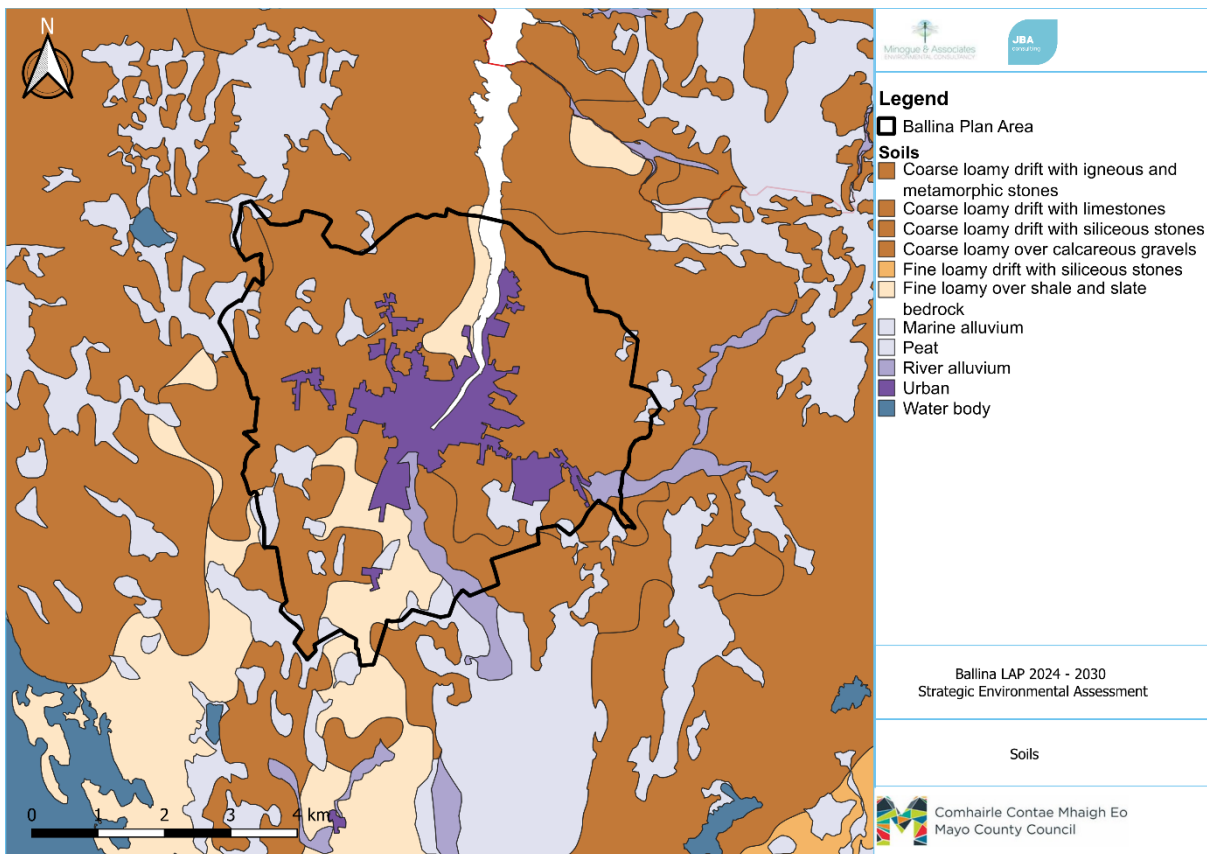 N
0 1 2 3 4 km
Minogue & Associates
ENVIRONMENTAL CONSULTANCY
JBA
consulting
Legend
Ballina Plan Area
Soils
Coarse loamy drift with igneous and
metamorphic stones
Coarse loamy drift with limestones
Coarse loamy drift with siliceous stones
Coarse loamy over calcareous gravels
Fine loamy drift with siliceous stones
Fine loamy over shale and slate
bedrock
Marine alluvium
Peat
River alluvium
Urban
Water body
Ballina LAP 2024 - 2030
Strategic Environmental Assessment
Soils
Comhairle Contae Mhaigh Eo
Mayo County Council